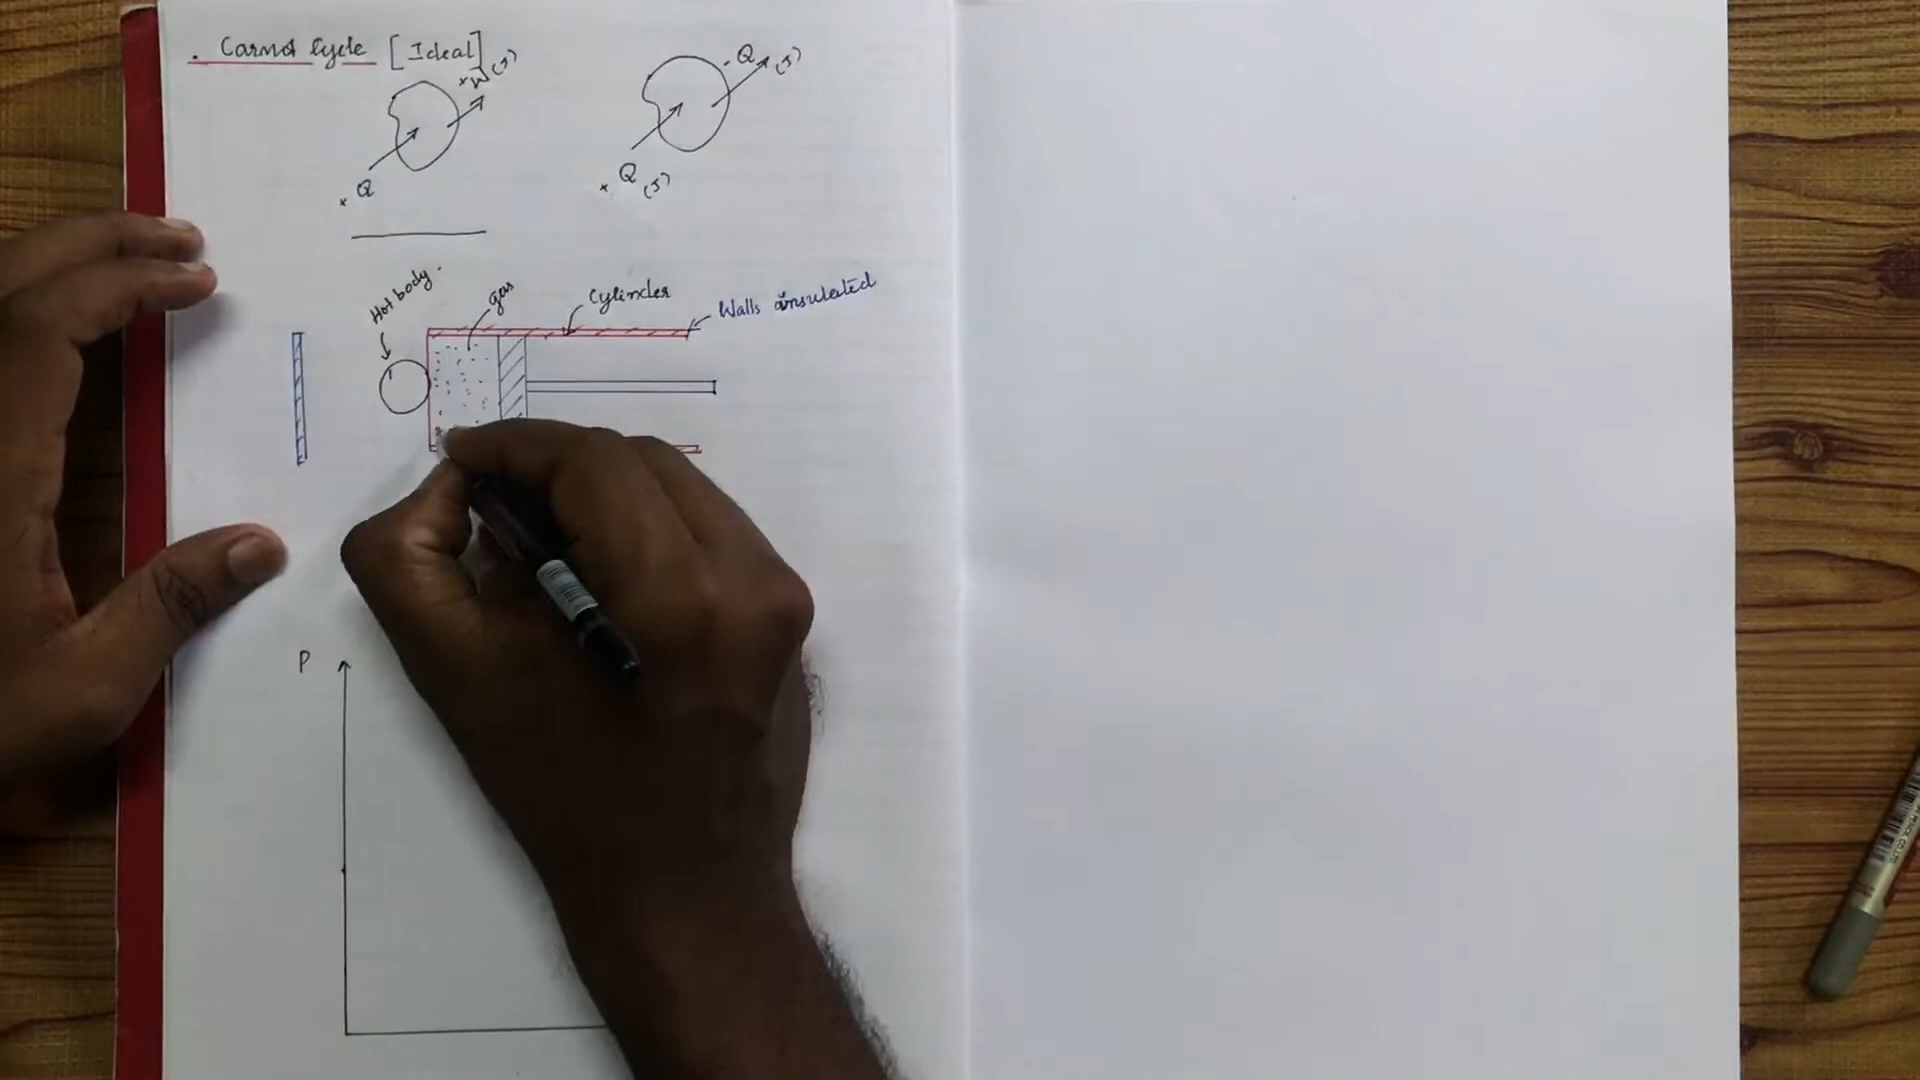 . Carnot Cycle [Ideal]
+W (J)
- Q (J)
+ Q
+ Q (J)
Hot body.
gas
Cylinder
Walls insulated
P